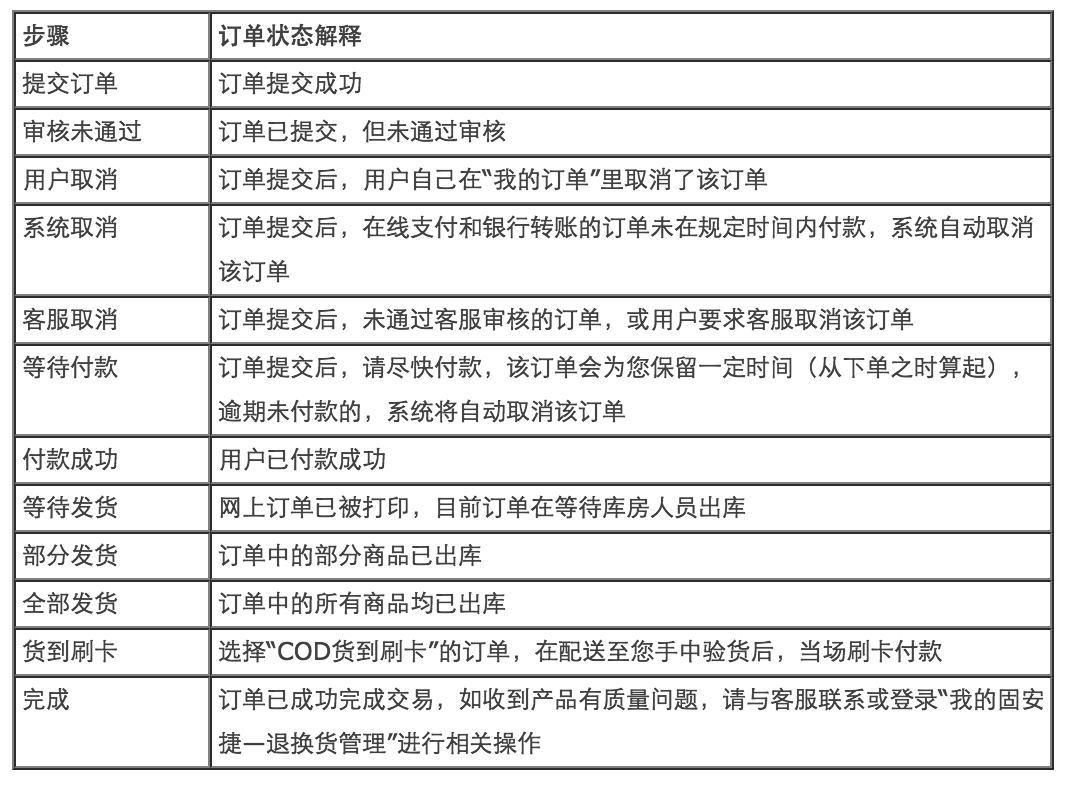 步骤 订单状态解释
提交订单 订单提交成功
审核未通过 订单已提交，但未通过审核
用户取消 订单提交后，用户自己在“我的订单”里取消了该订单
系统取消 订单提交后，在线支付和银行转账的订单未在规定时间内付款，系统自动取消
该订单
客服取消 订单提交后，未通过客服审核的订单，或用户要求客服取消该订单
等待付款 订单提交后，请尽快付款，该订单会为您保留一定时间（从下单之时算起），
逾期未付款的，系统将自动取消该订单
付款成功 用户已付款成功
等待发货 网上订单已被打印，目前订单在等待库房人员出库
部分发货 订单中的部分商品已出库
全部发货 订单中的所有商品均已出库
货到刷卡 选择“COD货到刷卡”的订单，在配送至您手中验货后，当场刷卡付款
完成 订单已成功完成交易，如收到产品有质量问题，请与客服联系或登录“我的固安
捷—退换货管理”进行相关操作